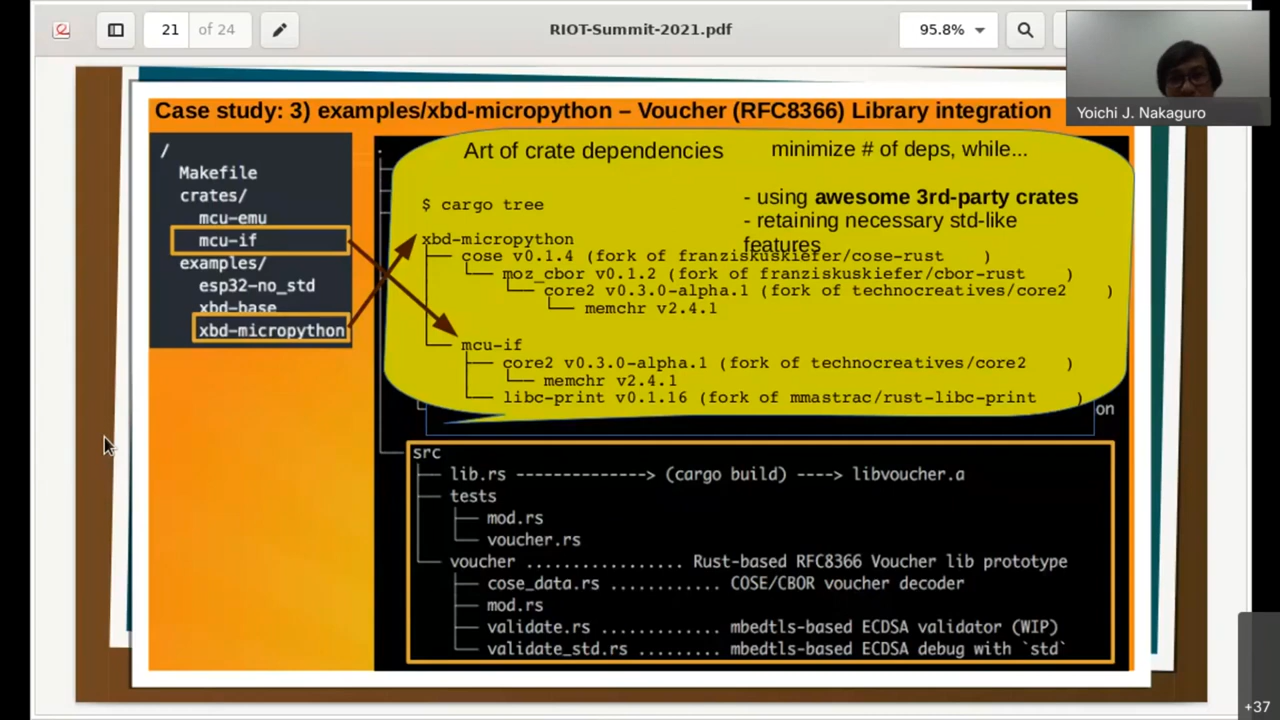 21 of 24
RIOT-Summit-2021.pdf
95.8%
Yoichi J. Nakaguro
Case study: 3) examples/xbd-micropython – Voucher (RFC8366) Library integration
/
Makefile
crates/
mcu-emu
mcu-if
examples/
esp32-no_std
xbd-base
xbd-micropython
.
Art of crate dependencies
minimize # of deps, while...
- using awesome 3rd-party crates
- retaining necessary std-like
features
$ cargo tree
xbd-micropython
├── cose v0.1.4 (fork of franziskuskiefer/cose-rust )
└── moz_cbor v0.1.2 (fork of franziskuskiefer/cbor-rust )
└── core2 v0.3.0-alpha.1 (fork of technocreatives/core2 )
└── memchr v2.4.1
└── mcu-if
├── core2 v0.3.0-alpha.1 (fork of technocreatives/core2 )
└── memchr v2.4.1
└── libc-print v0.1.16 (fork of mmastrac/rust-libc-print )
on
src
├── lib.rs --------------> (cargo build) ----> libvoucher.a
├── tests
├── mod.rs
└── voucher.rs
└── voucher ................. Rust-based RFC8366 Voucher lib prototype
├── cose_data.rs ............ COSE/CBOR voucher decoder
├── mod.rs
├── validate.rs ............. mbedtls-based ECDSA validator (WIP)
└── validate_std.rs ......... mbedtls-based ECDSA debug with `std`
+37